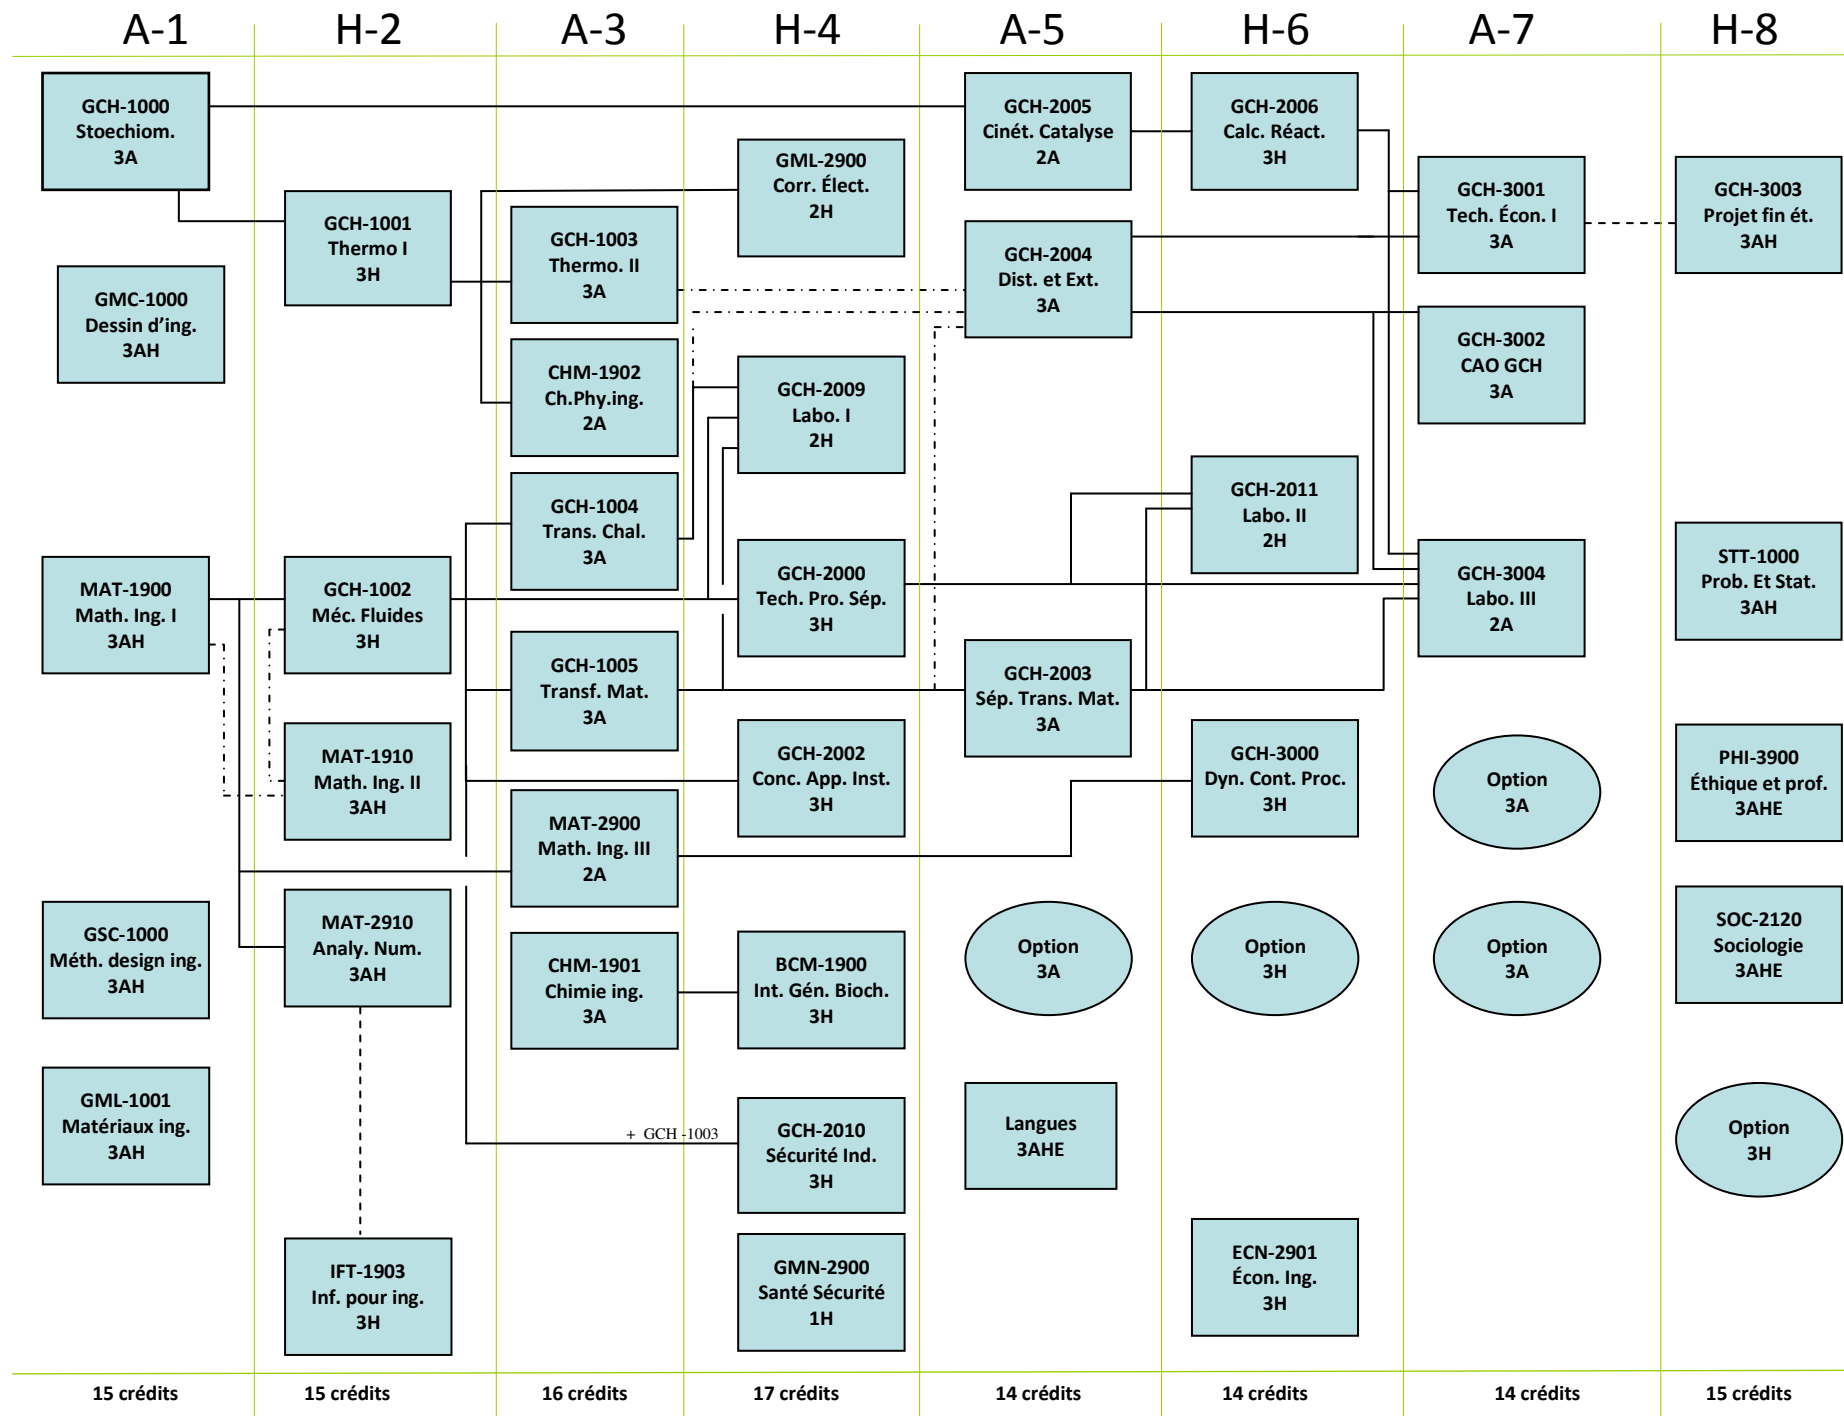 A-1
H-2
A-3
H-4
A-5
H-6
A-7
H-8
GCH-1000
Stoechiom.
3A
GMC-1000
Dessin d’ing.
3AH
MAT-1900
Math. Ing. I
3AH
GSC-1000
Méth. design ing.
3AH
GML-1001
Matériaux ing.
3AH
15 crédits
GCH-1001
Thermo I
3H
GCH-1002
Méc. Fluides
3H
MAT-1910
Math. Ing. II
3AH
MAT-2910
Analy. Num.
3AH
IFT-1903
Inf. pour ing.
3H
15 crédits
GCH-1003
Thermo. II
3A
CHM-1902
Ch.Phy.ing.
2A
GCH-1004
Trans. Chal.
3A
GCH-1005
Transf. Mat.
3A
MAT-2900
Math. Ing. III
2A
CHM-1901
Chimie ing.
3A
+ GCH -1003
16 crédits
GML-2900
Corr. Élect.
2H
GCH-2009
Labo. I
2H
GCH-2000
Tech. Pro. Sép.
3H
GCH-2002
Conc. App. Inst.
3H
BCM-1900
Int. Gén. Bioch.
3H
GCH-2010
Sécurité Ind.
3H
GMN-2900
Santé Sécurité
1H
17 crédits
GCH-2005
Cinét. Catalyse
2A
GCH-2004
Dist. et Ext.
3A
GCH-2003
Sép. Trans. Mat.
3A
Option
3A
Langues
3AHE
14 crédits
GCH-2006
Calc. Réact.
3H
GCH-2011
Labo. II
2H
GCH-3000
Dyn. Cont. Proc.
3H
Option
3H
ECN-2901
Écon. Ing.
3H
14 crédits
GCH-3001
Tech. Écon. I
3A
GCH-3002
CAO GCH
3A
GCH-3004
Labo. III
2A
Option
3A
Option
3A
14 crédits
GCH-3003
Projet fin ét.
3AH
STT-1000
Prob. Et Stat.
3AH
PHI-3900
Éthique et prof.
3AHE
SOC-2120
Sociologie
3AHE
Option
3H
15 crédits